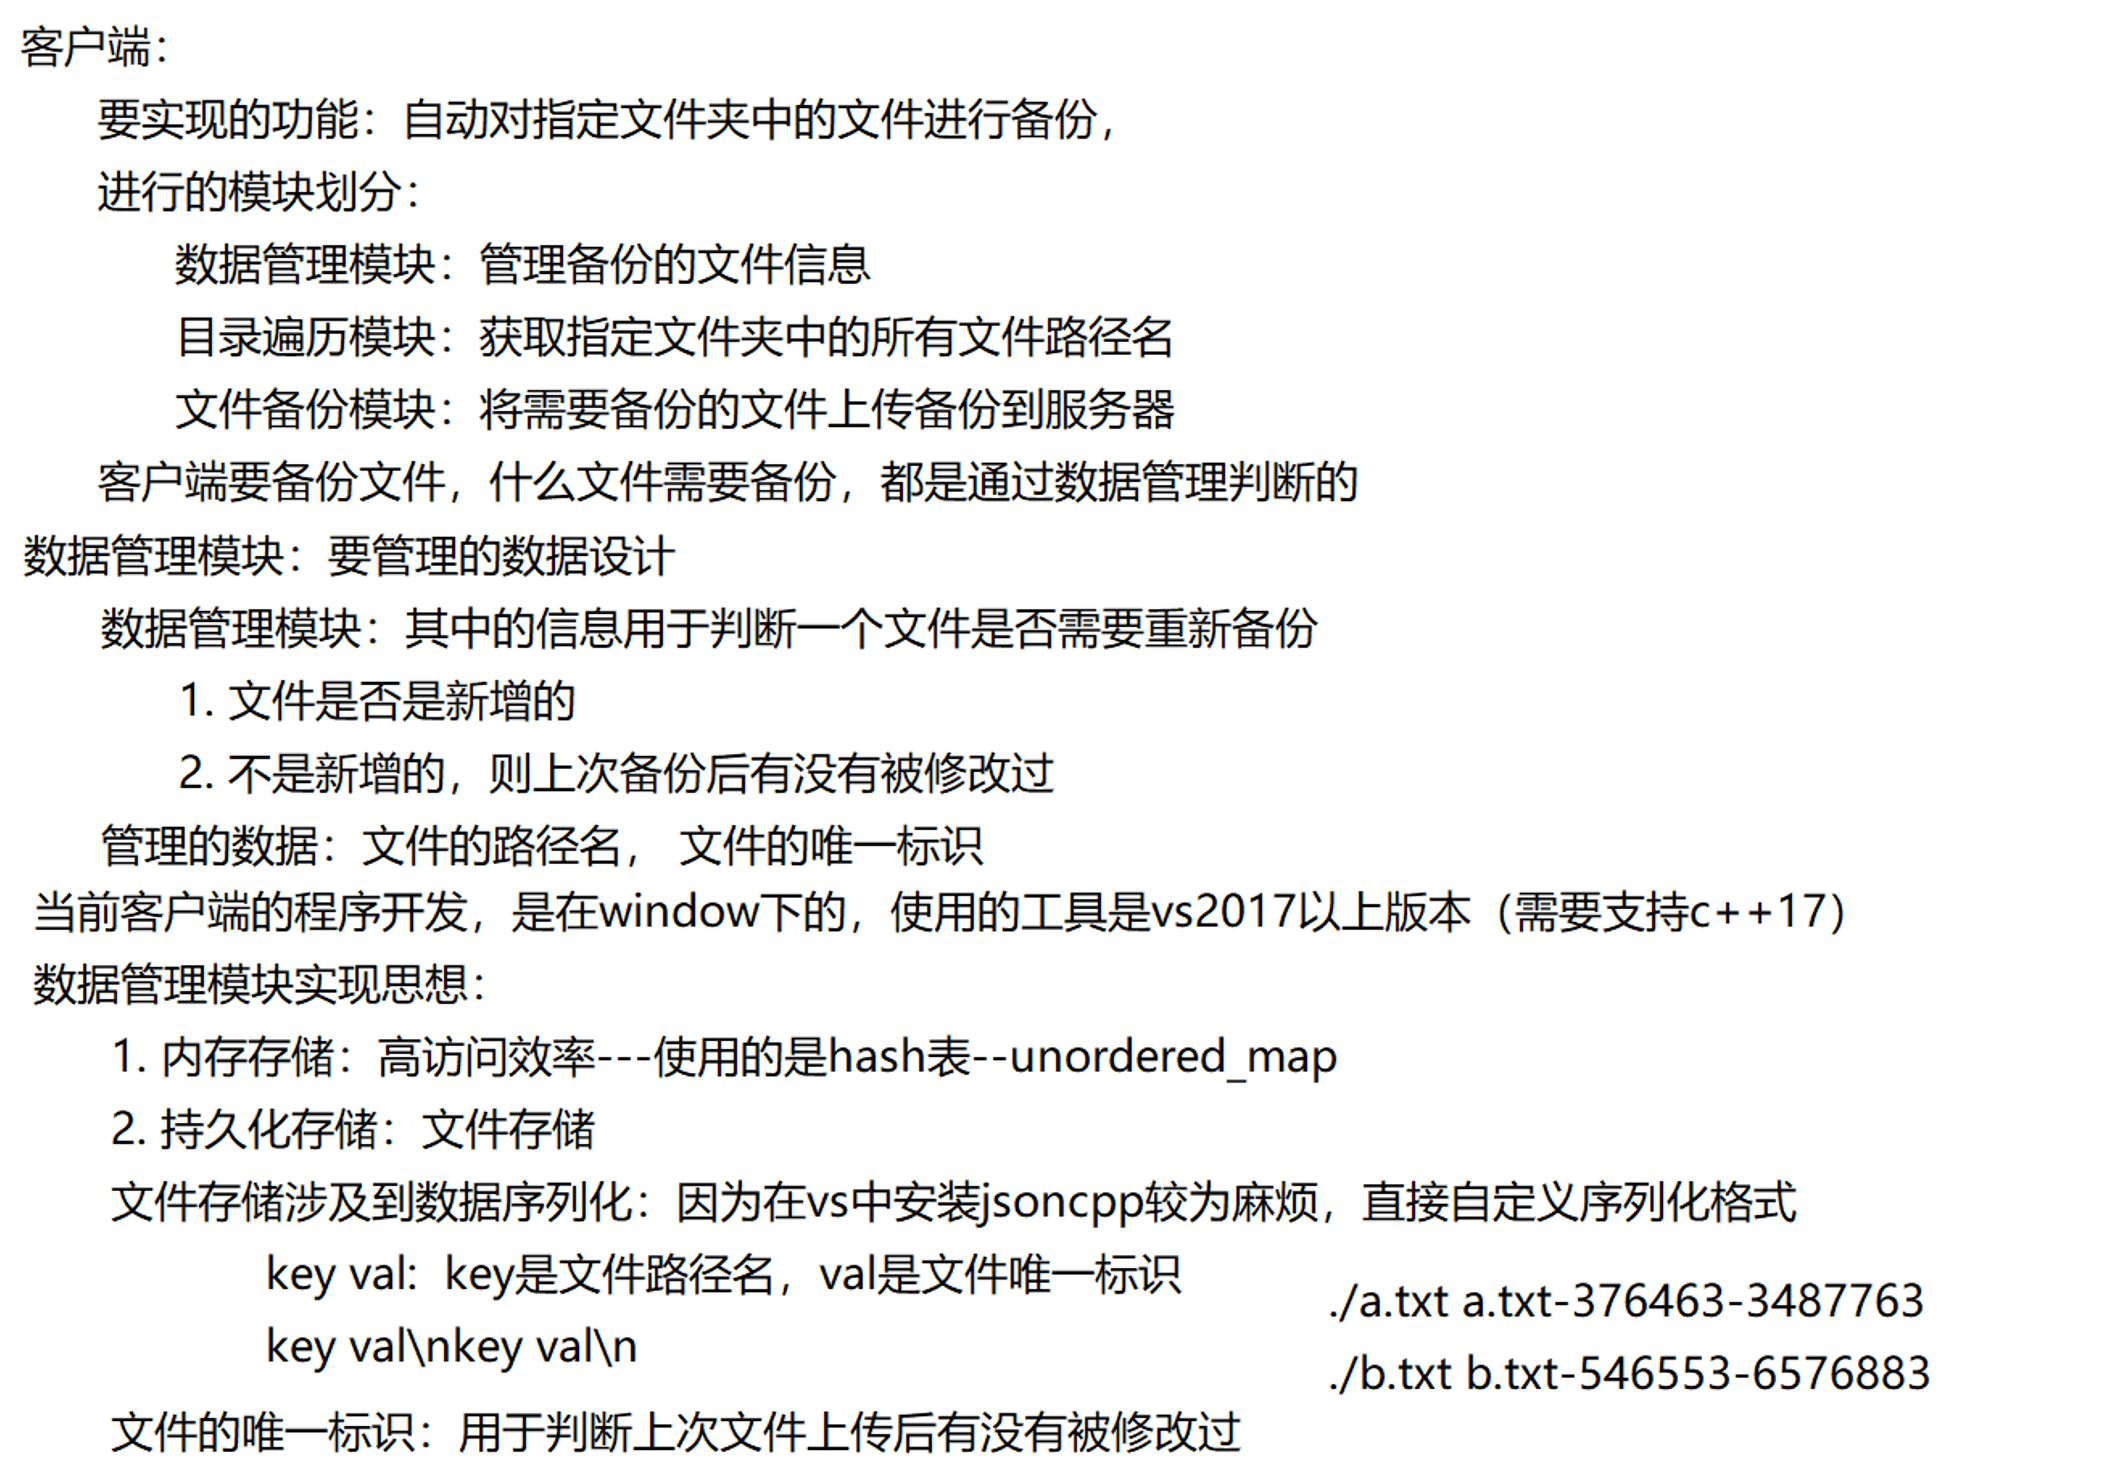 客户端：
要实现的功能：自动对指定文件夹中的文件进行备份，
进行的模块划分：
数据管理模块：管理备份的文件信息
目录遍历模块：获取指定文件夹中的所有文件路径名
文件备份模块：将需要备份的文件上传备份到服务器
客户端要备份文件，什么文件需要备份，都是通过数据管理判断的
数据管理模块：要管理的数据设计
数据管理模块：其中的信息用于判断一个文件是否需要重新备份
1. 文件是否是新增的
2. 不是新增的，则上次备份后有没有被修改过
管理的数据：文件的路径名， 文件的唯一标识
当前客户端的程序开发，是在window下的，使用的工具是vs2017以上版本（需要支持c++17）
数据管理模块实现思想：
1. 内存存储：高访问效率---使用的是hash表--unordered_map
2. 持久化存储：文件存储
文件存储涉及到数据序列化：因为在vs中安装jsoncpp较为麻烦，直接自定义序列化格式
key val:  key是文件路径名，val是文件唯一标识
key val\nkey val\n
./a.txt a.txt-376463-3487763
./b.txt b.txt-546553-6576883
文件的唯一标识：用于判断上次文件上传后有没有被修改过